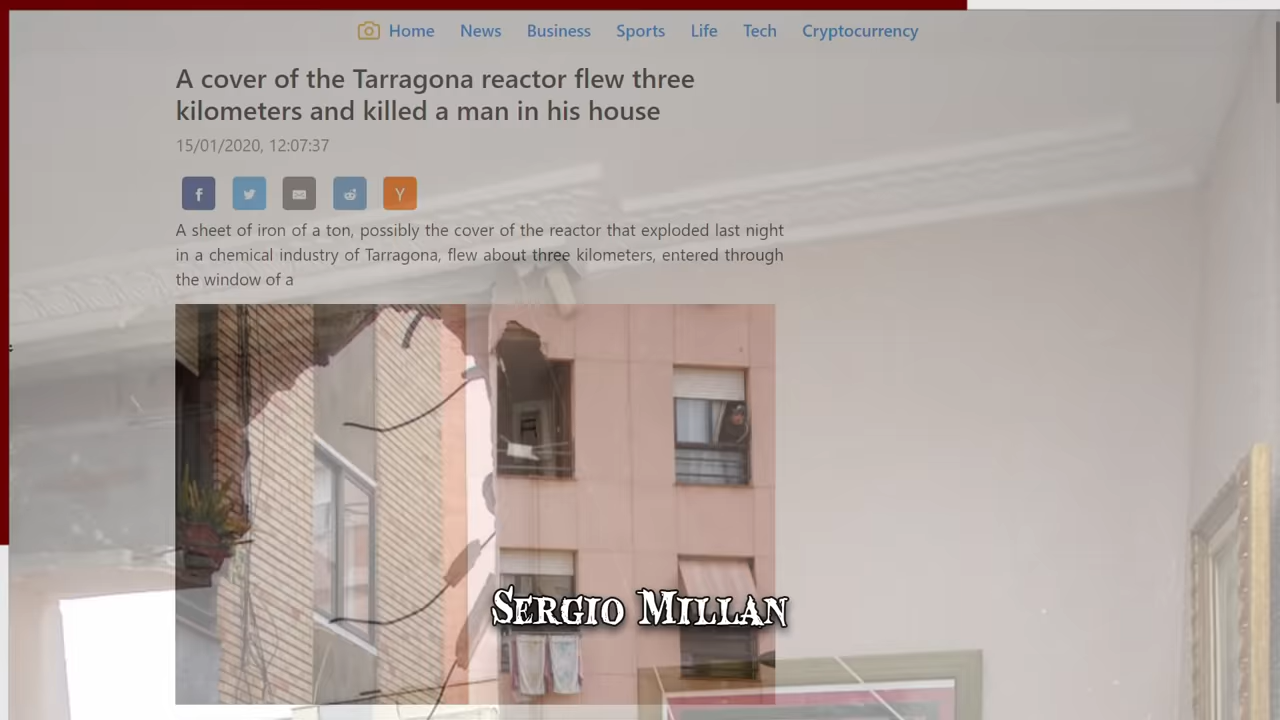 Home News Business Sports Life Tech Cryptocurrency
A cover of the Tarragona reactor flew three
kilometers and killed a man in his house
15/01/2020, 12:07:37
f
Y
A sheet of iron of a ton, possibly the cover of the reactor that exploded last night
in a chemical industry of Tarragona, flew about three kilometers, entered through
the window of a
SERGIO MILLAN